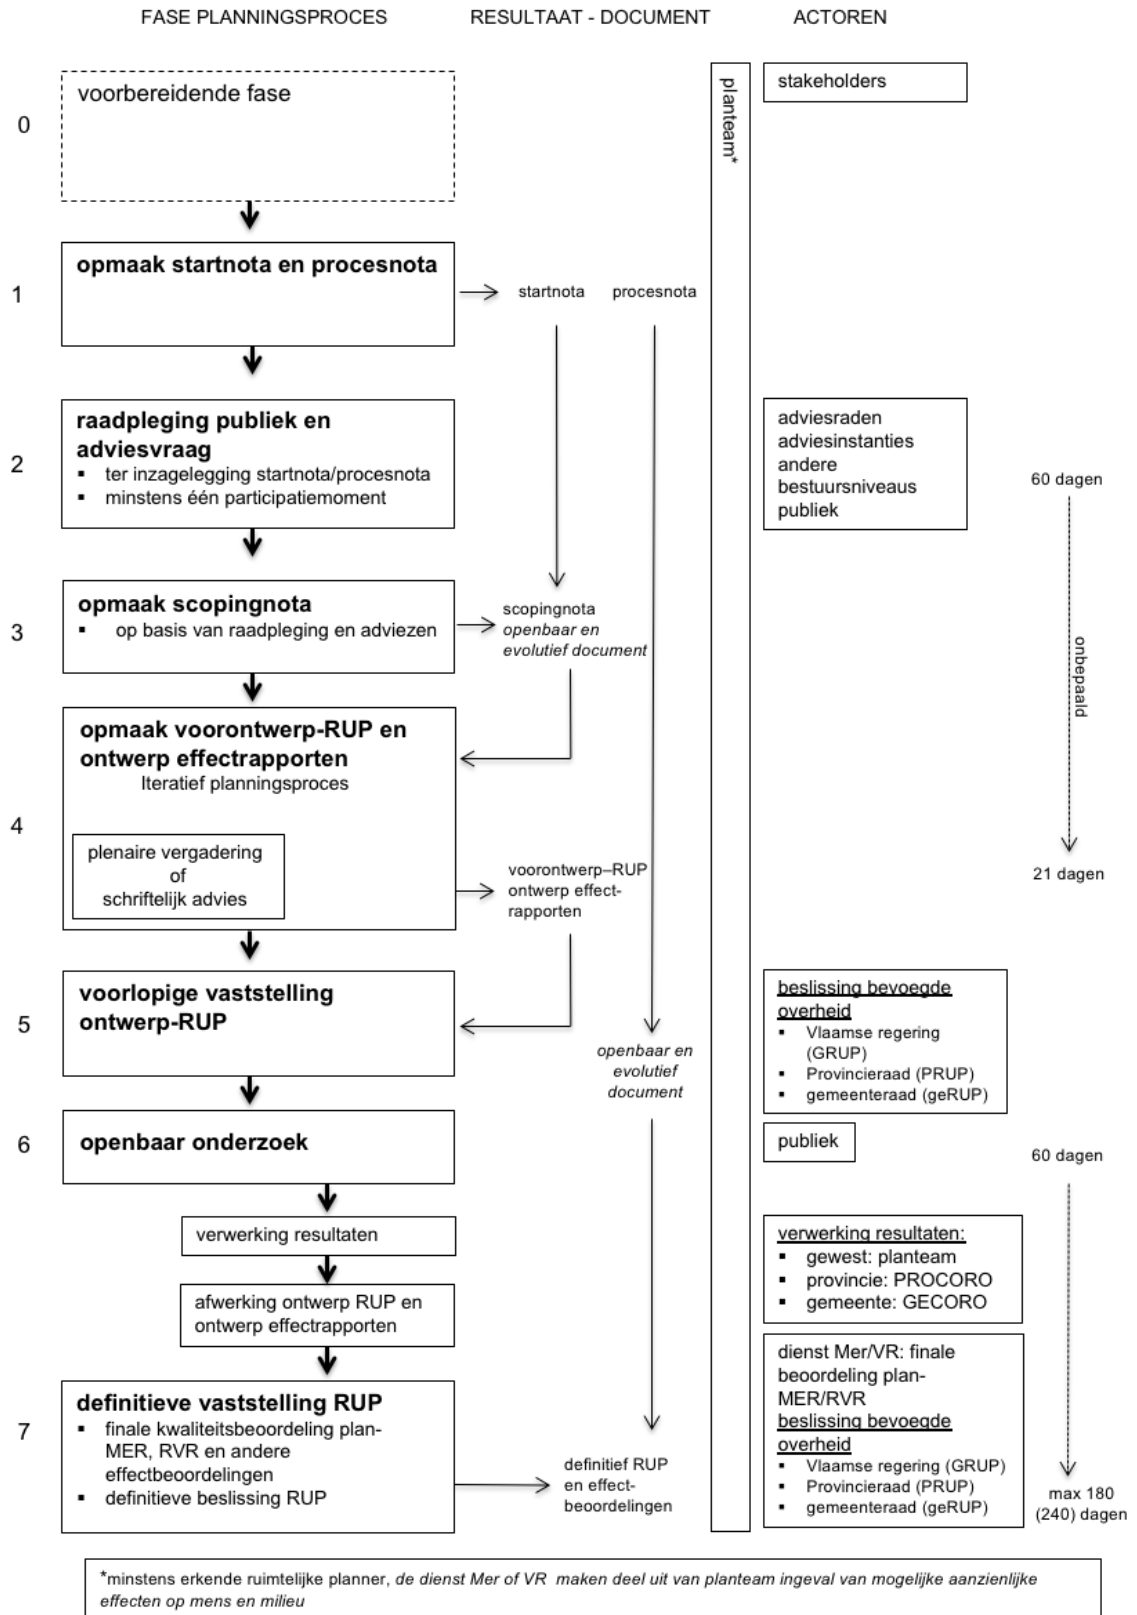 FASE PLANNINGSPROCES
RESULTAAT - DOCUMENT
ACTOREN
0
voorbereidende fase
planteam*
stakeholders
1
opmaak startnota en procesnota
startnota
procesnota
2
raadpleging publiek en
adviesvraag
▪ ter inzagelegging startnota/procesnota
▪ minstens één participatiemoment
adviesraden
adviesinstanties
andere
bestuursniveaus
publiek
60 dagen
3
opmaak scopingnota
▪ op basis van raadpleging en adviezen
scopingnota
openbaar en
evolutief document
onbepaald
4
opmaak voorontwerp-RUP en
ontwerp effectrapporten
Iteratief planningsproces
plenaire vergadering
of
schriftelijk advies
voorontwerp–RUP
ontwerp effect-
rapporten
21 dagen
5
voorlopige vaststelling
ontwerp-RUP
openbaar en
evolutief
document
beslissing bevoegde
overheid
▪ Vlaamse regering
(GRUP)
▪ Provincieraad (PRUP)
▪ gemeenteraad (geRUP)
6
openbaar onderzoek
publiek
60 dagen
verwerking resultaten
afwerking ontwerp RUP en
ontwerp effectrapporten
verwerking resultaten:
▪ gewest: planteam
▪ provincie: PROCORO
▪ gemeente: GECORO
7
definitieve vaststelling RUP
▪ finale kwaliteitsbeoordeling plan-
MER, RVR en andere
effectbeoordelingen
▪ definitieve beslissing RUP
definitief RUP
en effect-
beoordelingen
dienst Mer/VR: finale
beoordeling plan-
MER/RVR
beslissing bevoegde
overheid
▪ Vlaamse regering (GRUP)
▪ Provincieraad (PRUP)
▪ gemeenteraad (geRUP)
max 180
(240) dagen
*minstens erkende ruimtelijke planner, de dienst Mer of VR maken deel uit van planteam ingeval van mogelijke aanzienlijke
effecten op mens en milieu